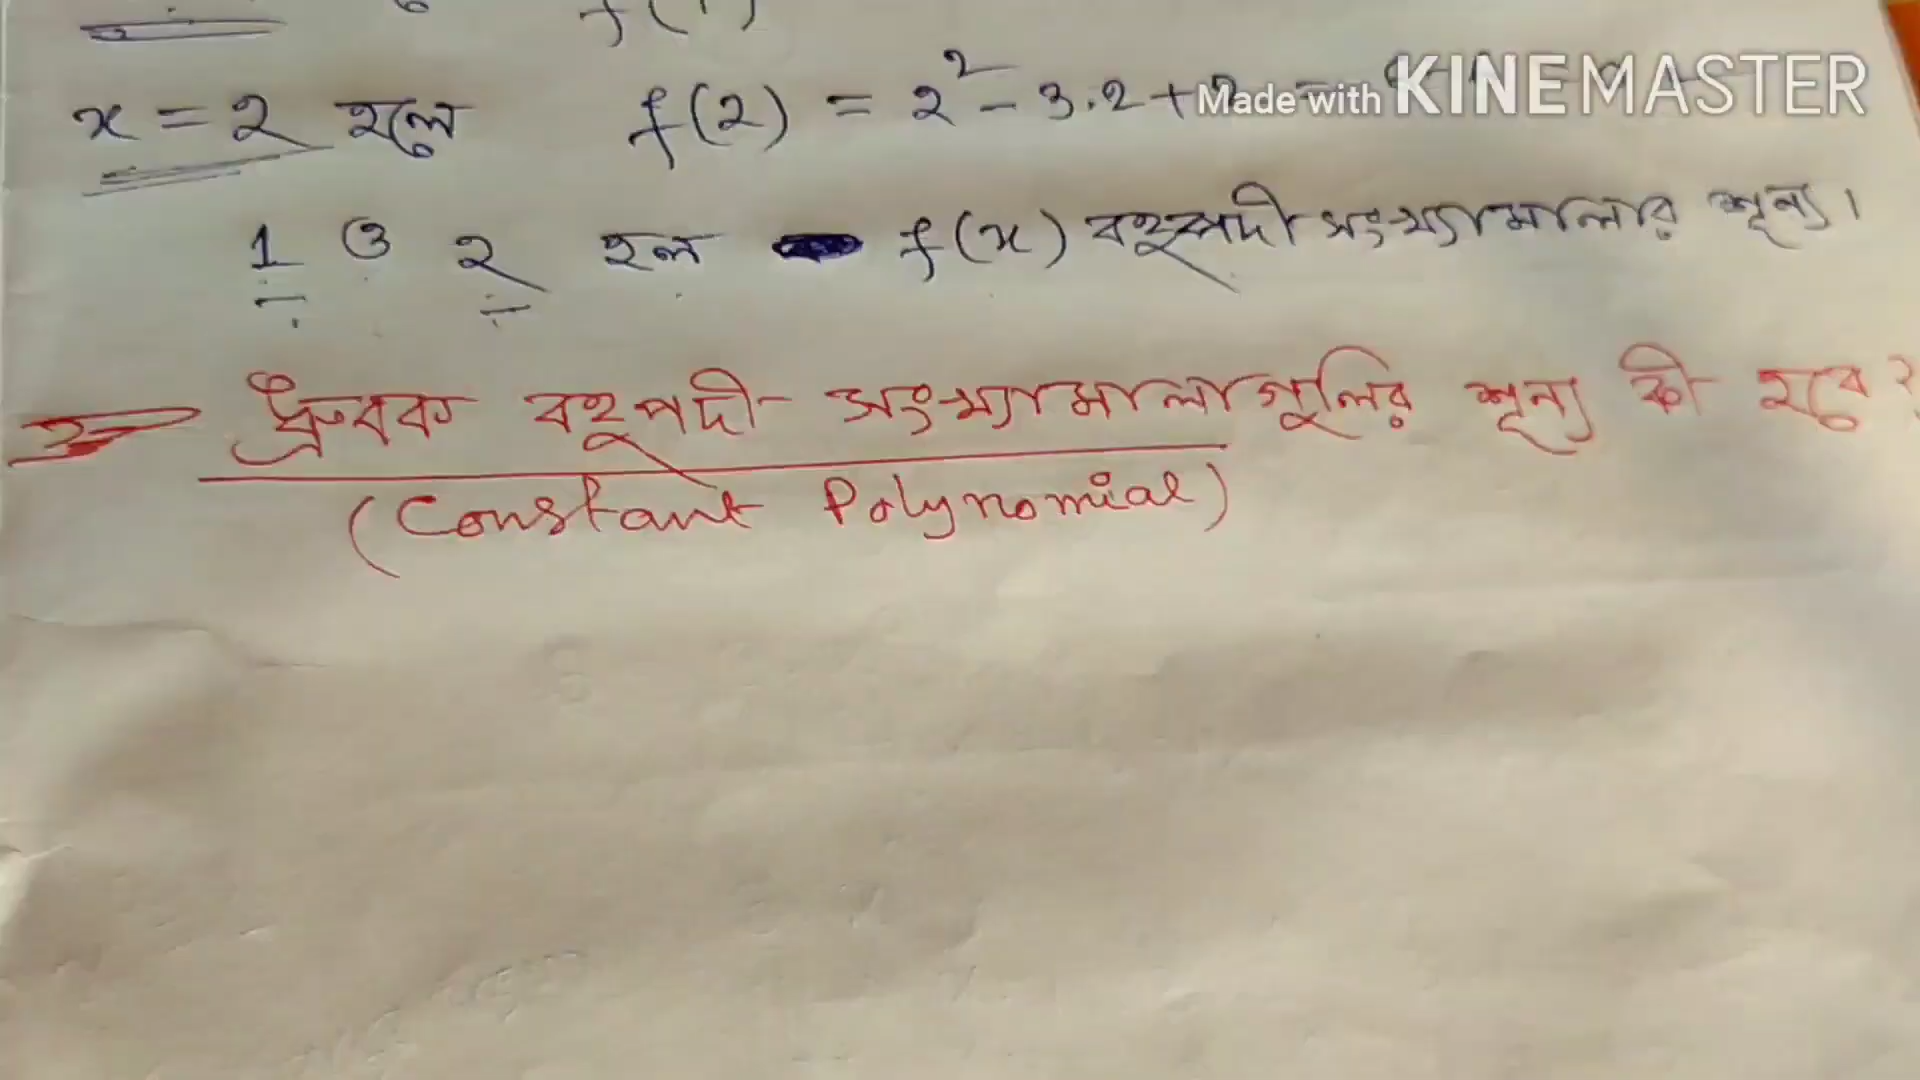 x = 2 হলে f(2) = 2² - 3.2 + 2 =
Made with KINEMASTER
1 ও 2 হল f(x) বহুপদী সংখ্যামালার শূন্য।
ধ্রুবক বহুপদী সংখ্যামালাগুলির শূন্য কী হবে?
(Constant Polynomial)